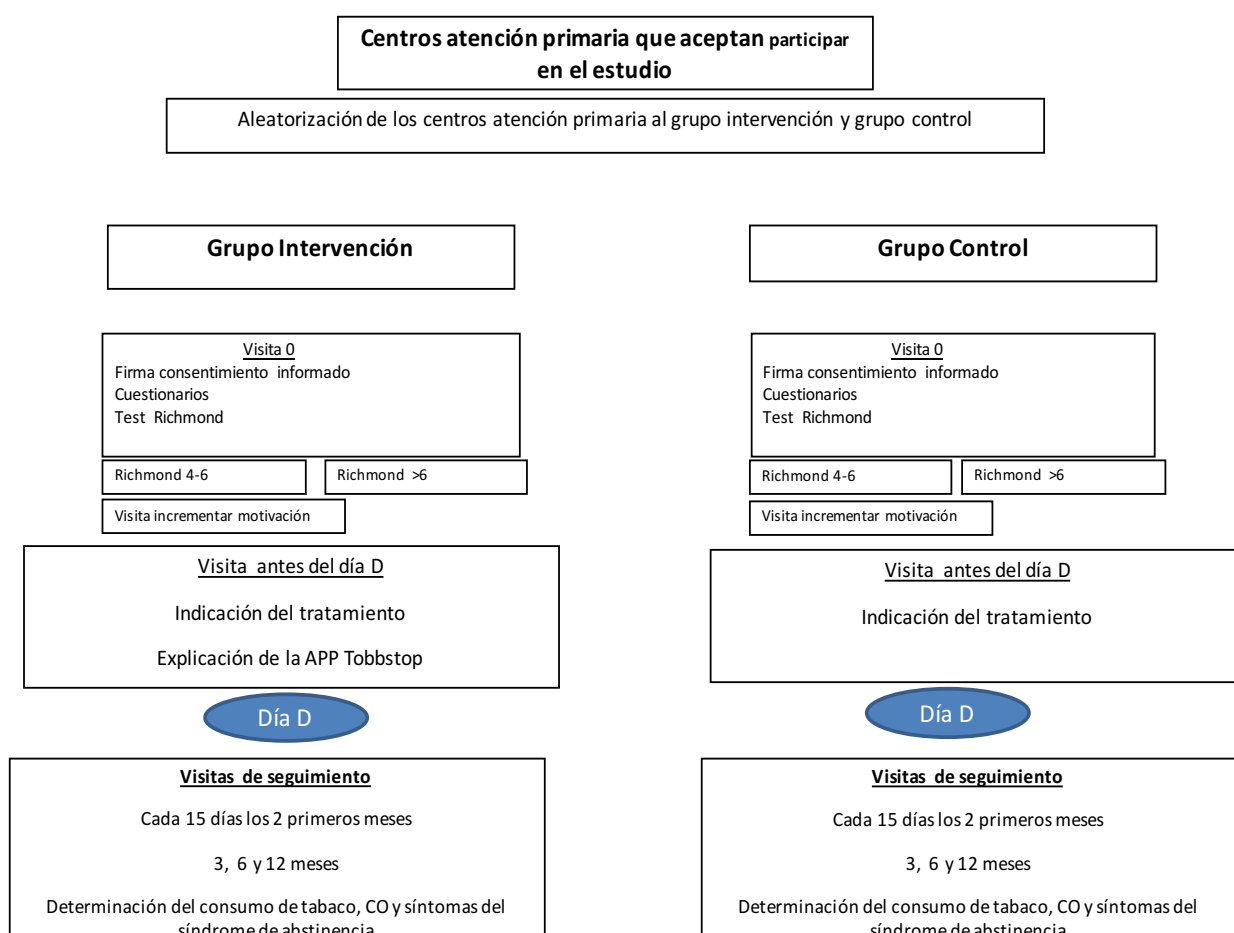 Centros atención primaria que aceptan participar
en el estudio
Aleatorización de los centros atención primaria al grupo intervención y grupo control
Grupo Intervención
Visita 0
Firma consentimiento informado
Cuestionarios
Test Richmond
Richmond 4-6
Richmond >6
Visita incrementar motivación
Visita antes del día D
Indicación del tratamiento
Explicación de la APP Tobbstop
Día D
Visitas de seguimiento
Cada 15 días los 2 primeros meses
3, 6 y 12 meses
Determinación del consumo de tabaco, CO y síntomas del
síndrome de abstinencia
Grupo Control
Visita 0
Firma consentimiento informado
Cuestionarios
Test Richmond
Richmond 4-6
Richmond >6
Visita incrementar motivación
Visita antes del día D
Indicación del tratamiento
Día D
Visitas de seguimiento
Cada 15 días los 2 primeros meses
3, 6 y 12 meses
Determinación del consumo de tabaco, CO y síntomas del
síndrome de abstinencia